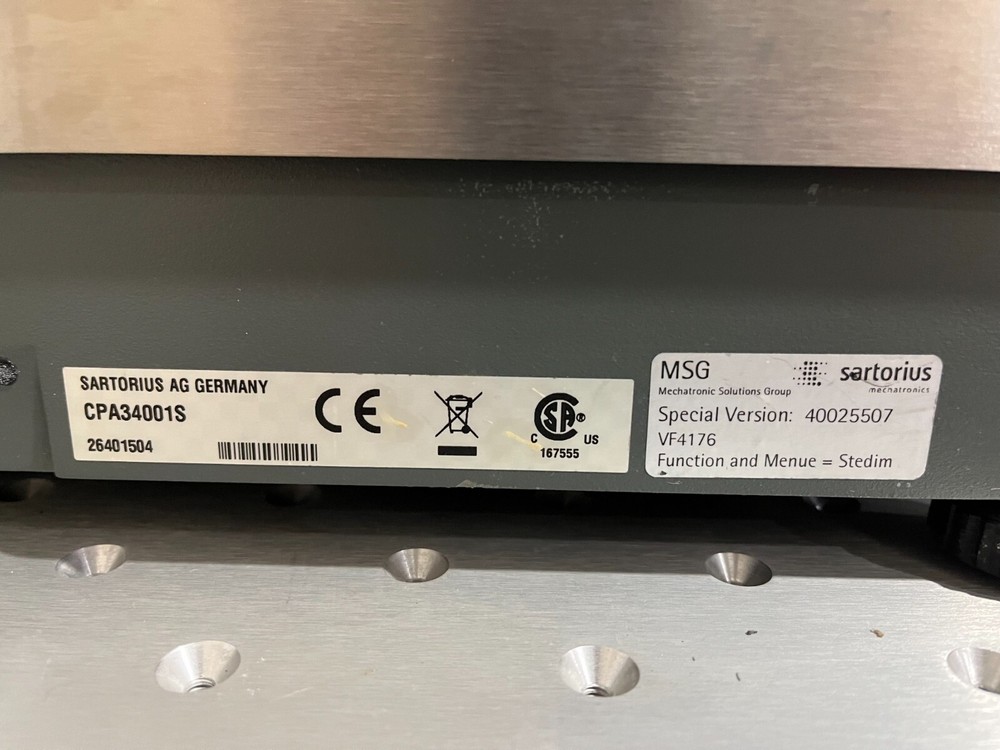 SARTORIUS AG GERMANY
CPA34001S
26401504
CE
SA
C US
167555
MSG
Mechatronic Solutions Group
sartorius
mechatronics
Special Version: 40025507
VF4176
Function and Menue = Stedim